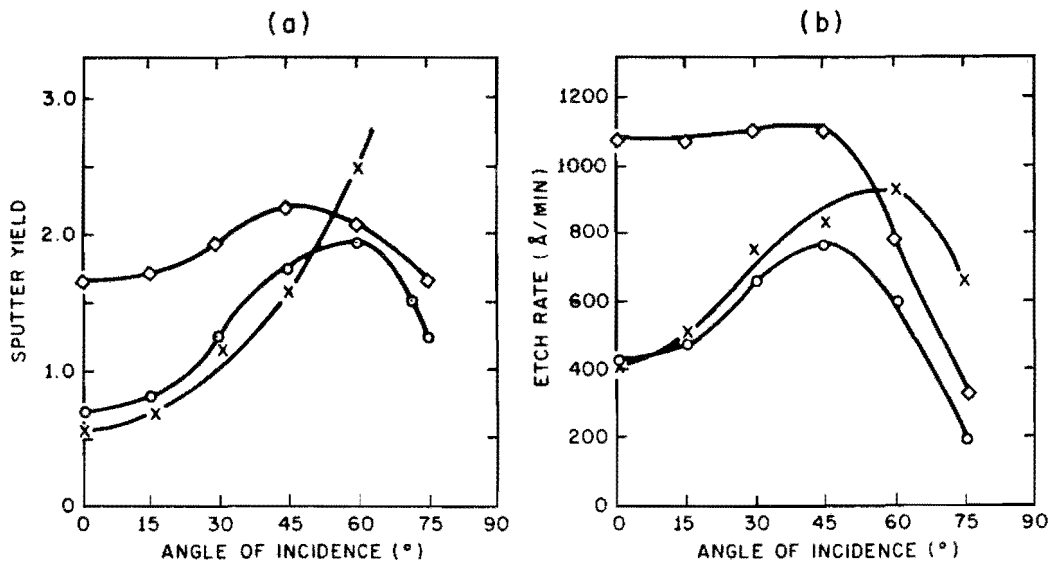 (a)
SPUTTER YIELD
3.0
2.0
1.0
0
0 15 30 45 60 75 90
ANGLE OF INCIDENCE (°)
(b)
ETCH RATE (Å/MIN)
1200
1000
800
600
400
200
0
0 15 30 45 60 75 90
ANGLE OF INCIDENCE (°)